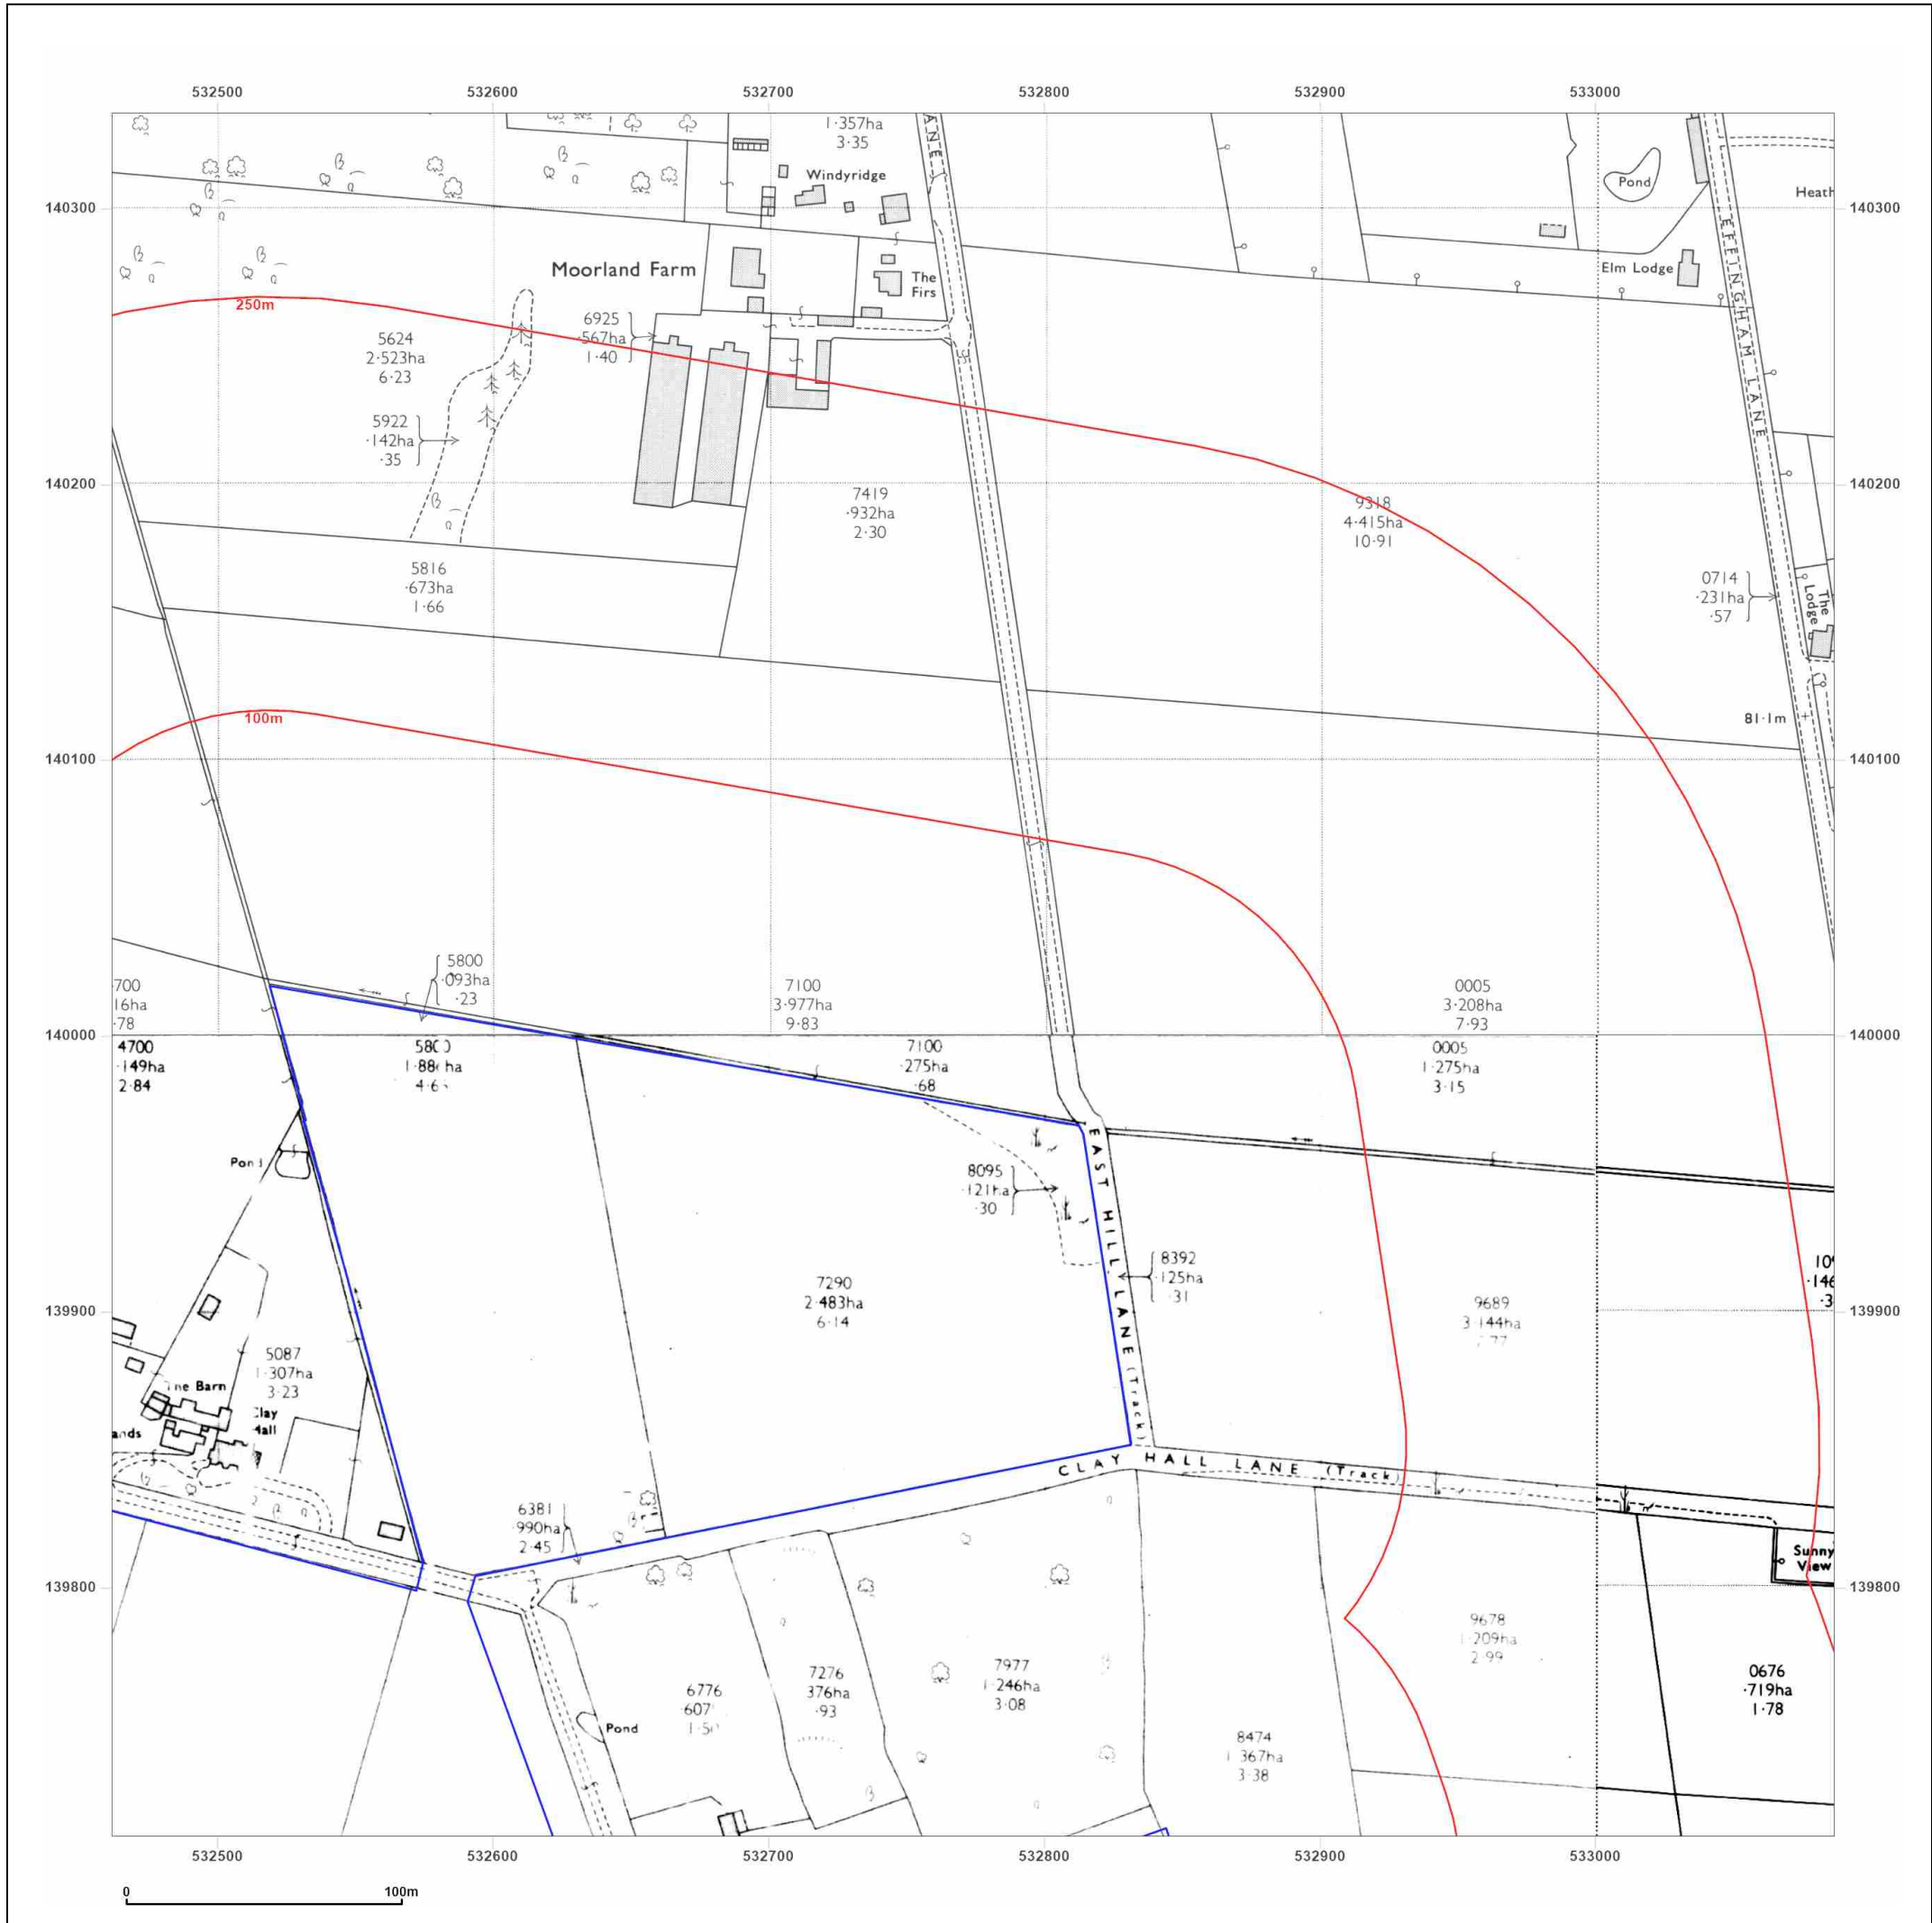 532500 532600 532700 532800 532900 533000
1·357ha
3·35
ANE
Windyridge
Pond
Heath
140300 140300
EFFINGHAM LANE
Moorland Farm
The
Firs
Elm Lodge
250m
6925
·567ha
1·40
5624
2·523ha
6·23
5922
·142ha
·35
140200 140200
7419
·932ha
2·30
9318
4·415ha
10·91
5816
·673ha
1·66
0714
·231ha
·57
The
Lodge
100m
81·1m
140100 140100
5800
·093ha
·23
700
16ha
·78
7100
3·977ha
9·83
0005
3·208ha
7·93
140000 140000
4700
·149ha
2·84
7100
·275ha
·68
0005
1·275ha
3·15
EAST HILLY LANE (Track)
8095
·121ha
·30
8392
·125ha
·31
139900 139900
7290
2·483ha
6·14
9689
3·144ha
5087
1·307ha
3·23
The Barn
Clay
Hall
ands
CLAY HALL LANE (Track)
6381
·990ha
2·45
Sunny
View
139800 139800
9678
1·209ha
2·99
6776
7276
376ha
·93
7977
1·246ha
3·08
0676
·719ha
1·78
Pond
8474
1·367ha
3·38
532500 532600 532700 532800 532900 533000
0 100m